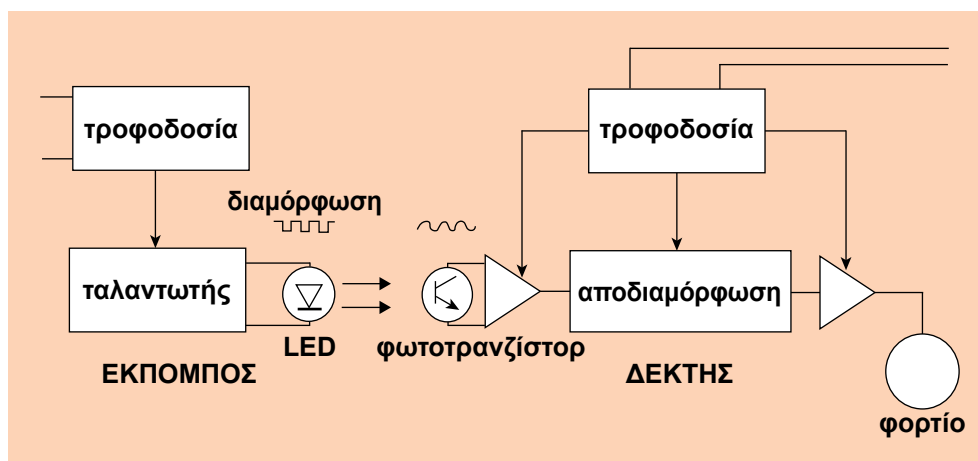 τροφοδοσία
τροφοδοσία
διαμόρφωση
ταλαντωτής
αποδιαμόρφωση
LED
φωτοτρανζίστορ
ΕΚΠΟΜΠΟΣ
ΔΕΚΤΗΣ
φορτίο